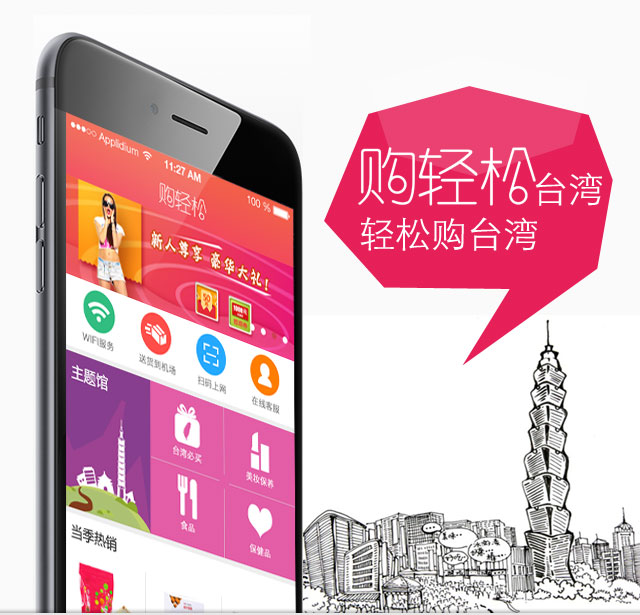 Applidium
11:27 AM
100 %
购轻松
新人尊享 豪华大礼!
WIFI服务
送货到机场
扫码上网
在线客服
主题馆
台湾必买
美妆保养
食品
保健品
当季热销
购轻松台湾
轻松购台湾